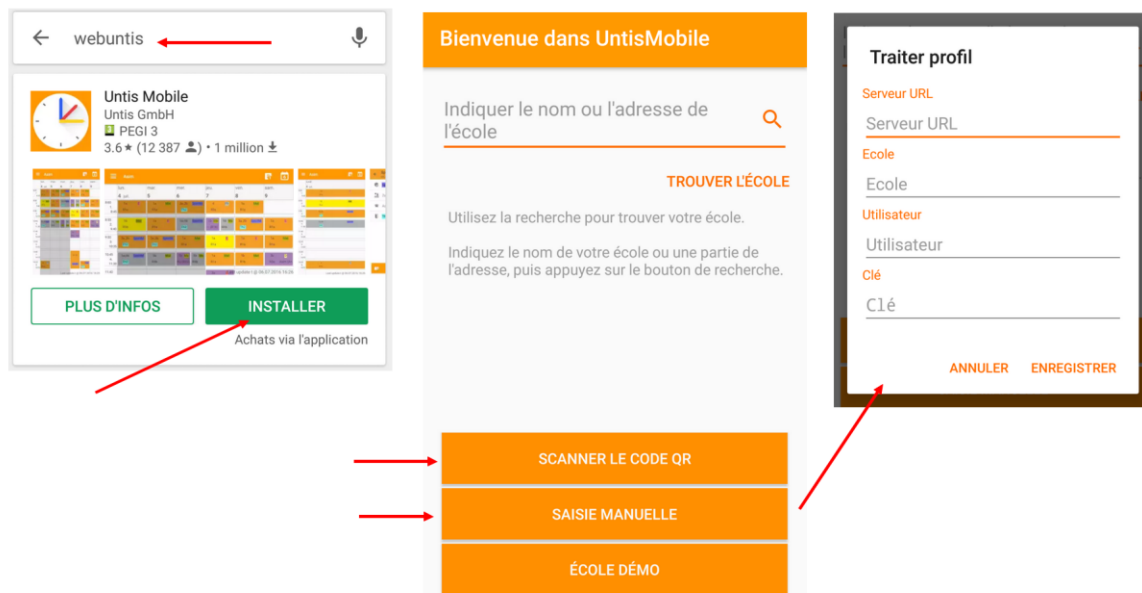 webuntis
Untis Mobile
Untis GmbH
PEGI 3
3.6★ (12 387 ) • 1 million
PLUS D'INFOS
INSTALLER
Achats via l'application
Bienvenue dans UntisMobile
Indiquer le nom ou l'adresse de
l'école
TROUVER L'ÉCOLE
Utilisez la recherche pour trouver votre école.
Indiquez le nom de votre école ou une partie de
l'adresse, puis appuyez sur le bouton de recherche.
SCANNER LE CODE QR
SAISIE MANUELLE
ÉCOLE DÉMO
Traiter profil
Serveur URL
Serveur URL
Ecole
Ecole
Utilisateur
Utilisateur
Clé
Clé
ANNULER
ENREGISTRER